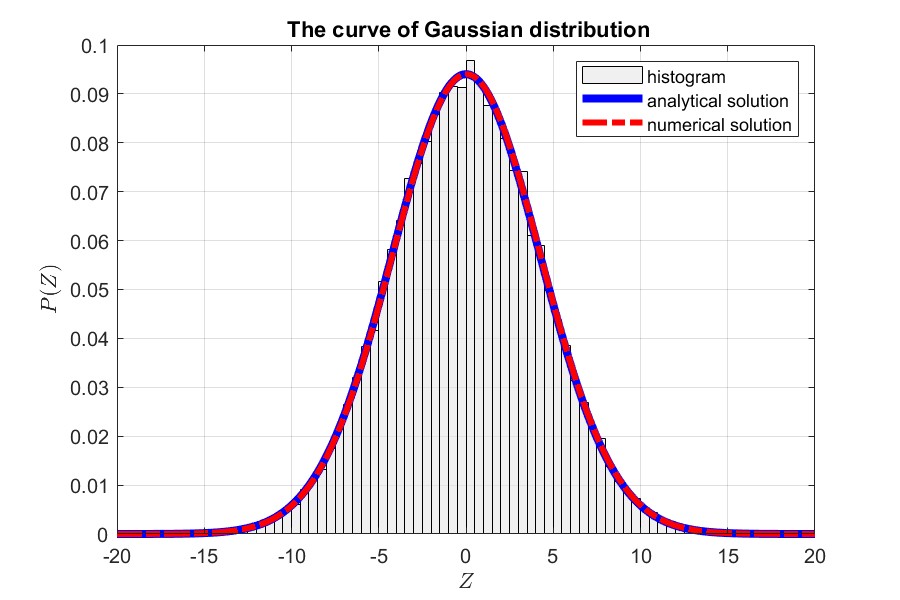 The curve of Gaussian distribution
0.1
0.09
0.08
0.07
0.06
0.05
0.04
0.03
0.02
0.01
0
P(Z)
histogram
analytical solution
numerical solution
-20 -15 -10 -5 0 5 10 15 20
Z